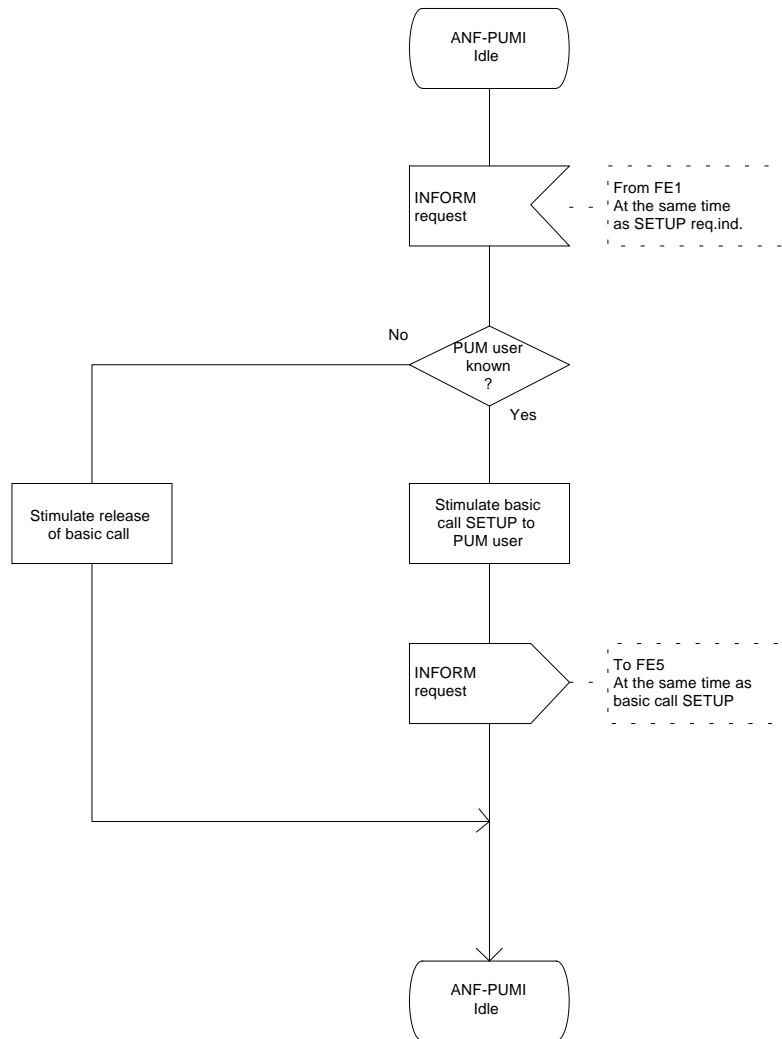 ANF-PUMI
Idle
INFORM
request
From FE1
At the same time
as SETUP req.ind.
No
PUM user
known
?
Yes
Stimulate release
of basic call
Stimulate basic
call SETUP to
PUM user
INFORM
request
To FE5
At the same time as
basic call SETUP
ANF-PUMI
Idle